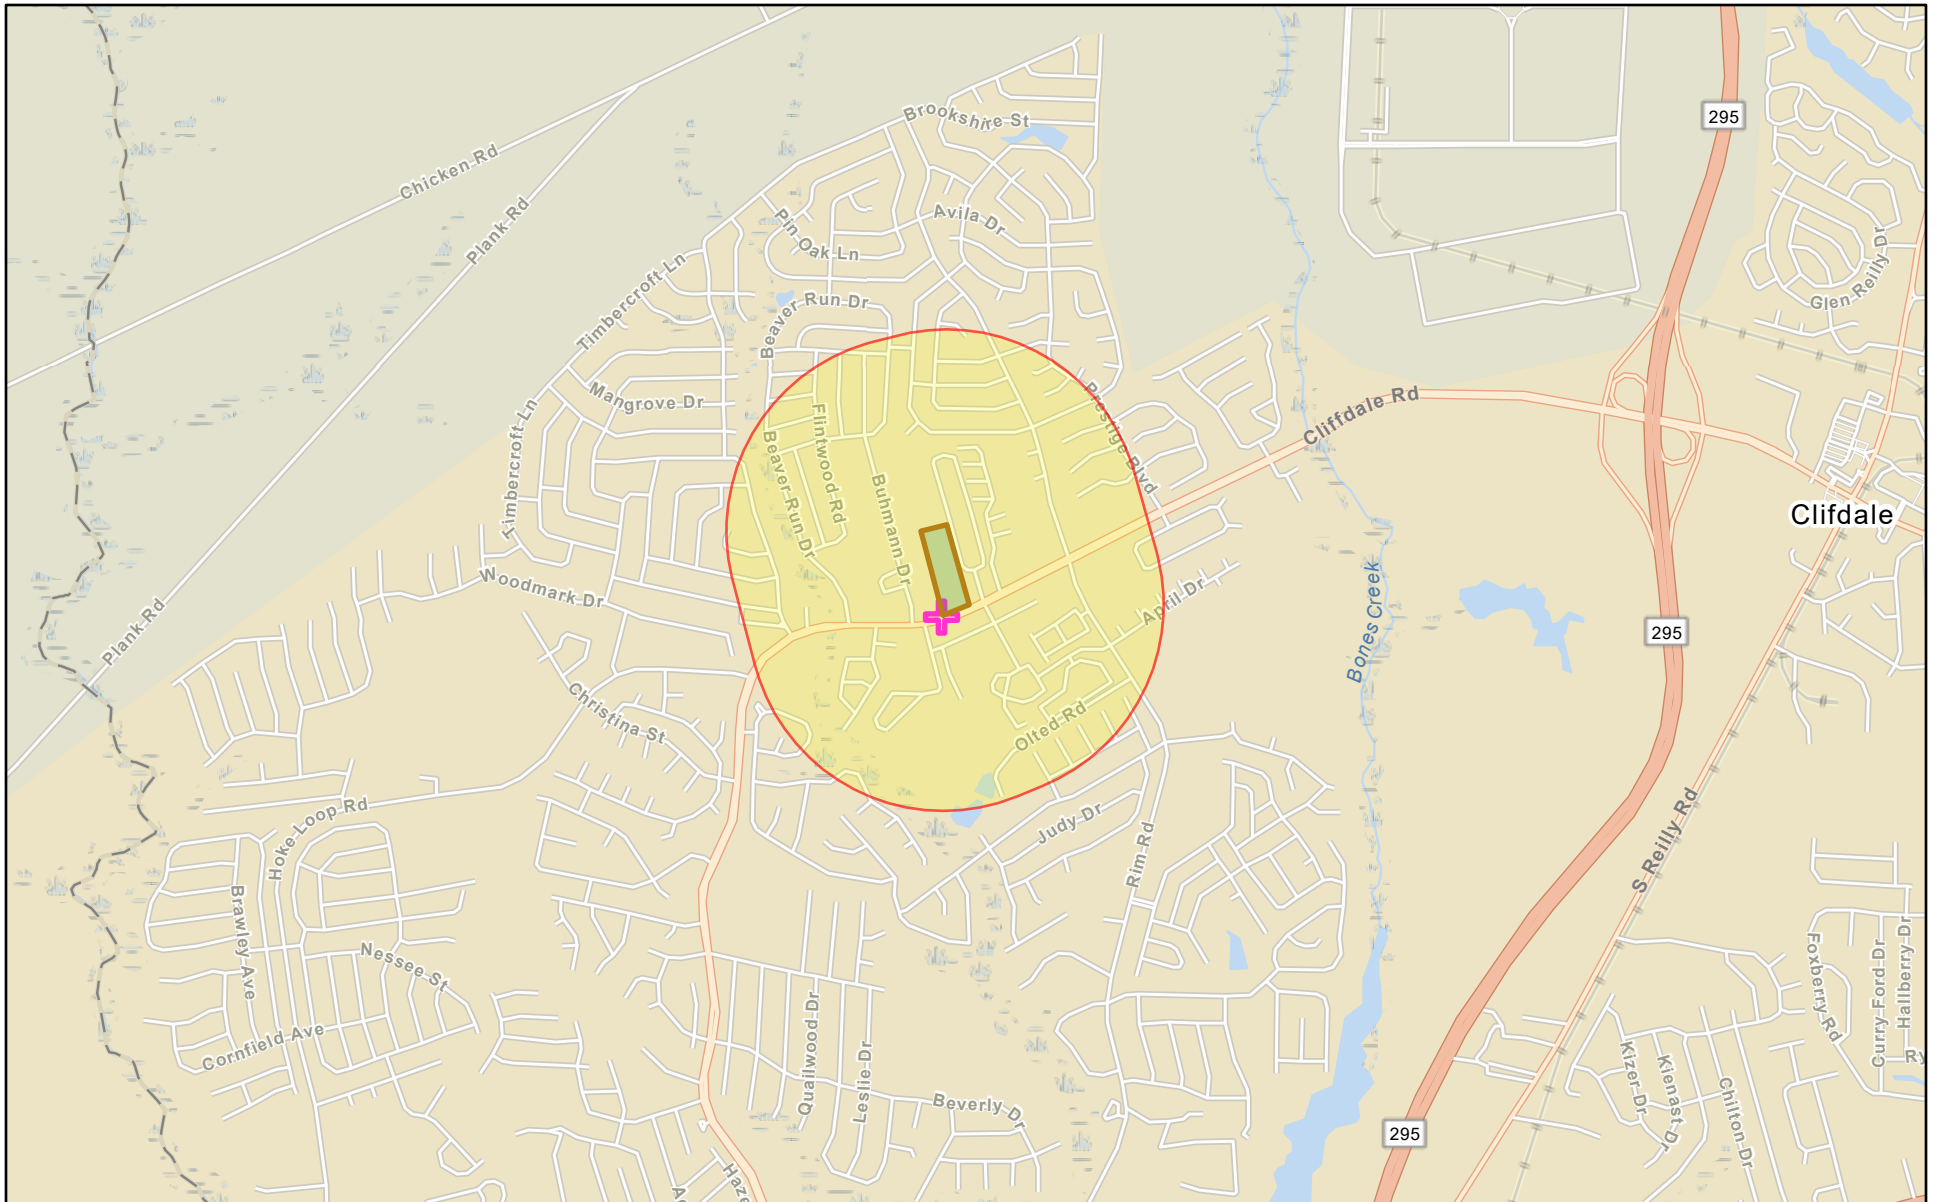 295
Brookshire St
Chicken Rd
Plank Rd
Avila Dr
Pin Oak Ln
Glen Reilly Dr
Timbercroft Ln
Beaver Run Dr
Mangrove Dr
Prestige Blvd
Cliffdale Rd
Timbercroft Ln
Flintwood Rd
Beaver Run Dr
Buhmann Dr
Clifdale
Woodmark Dr
April Dr
Bones Creek
Plank Rd
295
Christina St
Olted Rd
Hoke Loop Rd
Judy Dr
Rim Rd
S Reilly Rd
Brawley Ave
Nessee St
Foxberry Rd
Curry Ford Dr
Hallberry Dr
Cornfield Ave
Quailwood Dr
Leslie Dr
Beverly Dr
Kizer Dr
Kienast Dr
Chilton Dr
Ry
295
Haze